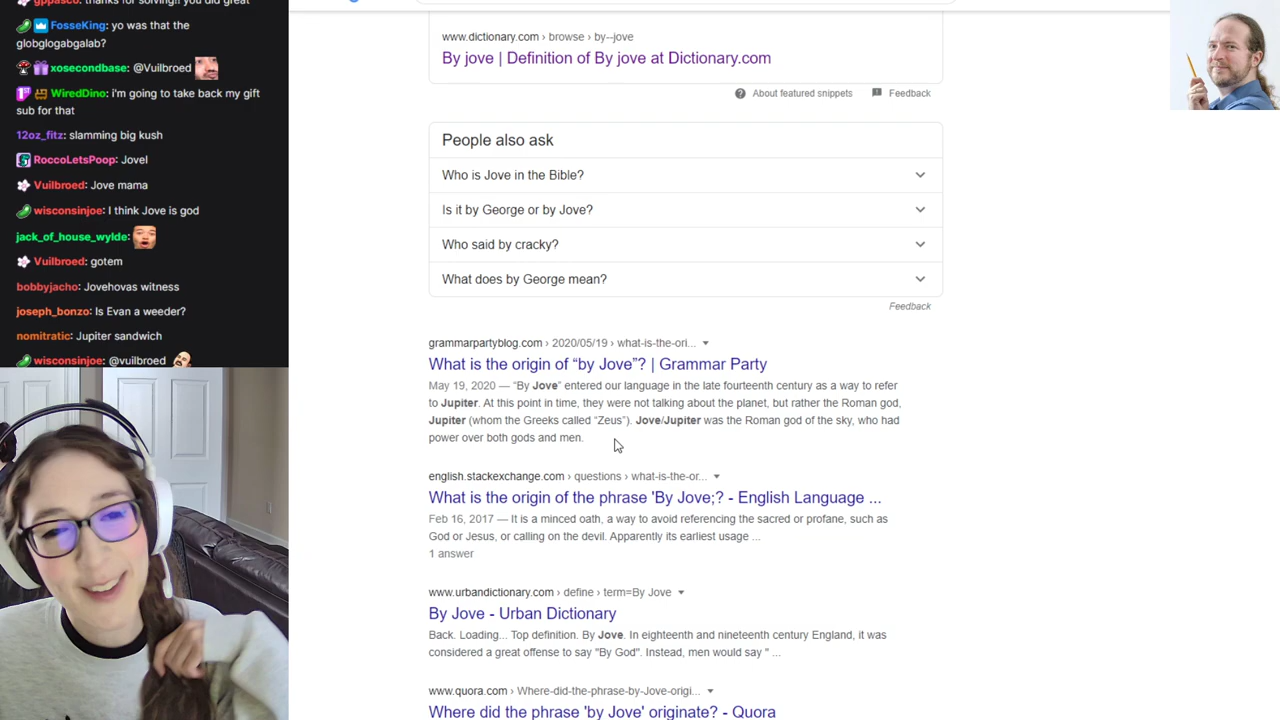 gppasco: thanks for solving!! you did great
FosseKing: yo was that the
globglogabgalab?
xosecondbase: @Vuilbroed
WiredDino: i'm going to take back my gift
sub for that
12oz_fitz: slamming big kush
RoccoLetsPoop: Jovel
Vuilbroed: Jove mama
wisconsinjoe: I think Jove is god
jack_of_house_wylde:
Vuilbroed: gotem
bobbyjacho: Jovehovas witness
joseph_bonzo: Is Evan a weeder?
nomitratic: Jupiter sandwich
wisconsinjoe: @vuilbroed
www.dictionary.com › browse › by--jove
By jove | Definition of By jove at Dictionary.com
About featured snippets Feedback
People also ask
Who is Jove in the Bible?
Is it by George or by Jove?
Who said by cracky?
What does by George mean?
Feedback
grammarpartyblog.com › 2020/05/19 › what-is-the-ori...
What is the origin of “by Jove”? | Grammar Party
May 19, 2020 — “By Jove” entered our language in the late fourteenth century as a way to refer
to Jupiter. At this point in time, they were not talking about the planet, but rather the Roman god,
Jupiter (whom the Greeks called “Zeus”). Jove/Jupiter was the Roman god of the sky, who had
power over both gods and men.
english.stackexchange.com › questions › what-is-the-or...
What is the origin of the phrase 'By Jove;? - English Language ...
Feb 16, 2017 — It is a minced oath, a way to avoid referencing the sacred or profane, such as
God or Jesus, or calling on the devil. Apparently its earliest usage ...
1 answer
www.urbandictionary.com › define › term=By Jove
By Jove - Urban Dictionary
Back. Loading... Top definition. By Jove. In eighteenth and nineteenth century England, it was
considered a great offense to say "By God". Instead, men would say " ...
www.quora.com › Where-did-the-phrase-by-Jove-origi...
Where did the phrase 'by Jove' originate? - Quora